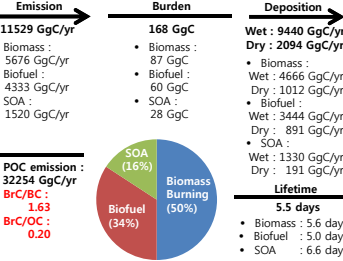 Emission
11529 GgC/yr
Biomass :
5676 GgC/yr
Biofuel :
4333 GgC/yr
SOA :
1520 GgC/yr
Burden
168 GgC
• Biomass :
87 GgC
• Biofuel :
60 GgC
• SOA :
28 GgC
Deposition
Wet : 9440 GgC/yr
Dry : 2094 GgC/yr
• Biomass :
Wet : 4666 GgC/yr
Dry : 1012 GgC/yr
• Biofuel :
Wet : 3444 GgC/yr
Dry : 891 GgC/yr
• SOA :
Wet : 1330 GgC/yr
Dry : 191 GgC/yr
POC emission :
32254 GgC/yr
BrC/BC :
1.63
BrC/OC :
0.20
SOA
(16%)
Biomass
Burning
(50%)
Biofuel
(34%)
Lifetime
5.5 days
• Biomass : 5.6 day
• Biofuel : 5.0 day
• SOA : 6.6 day